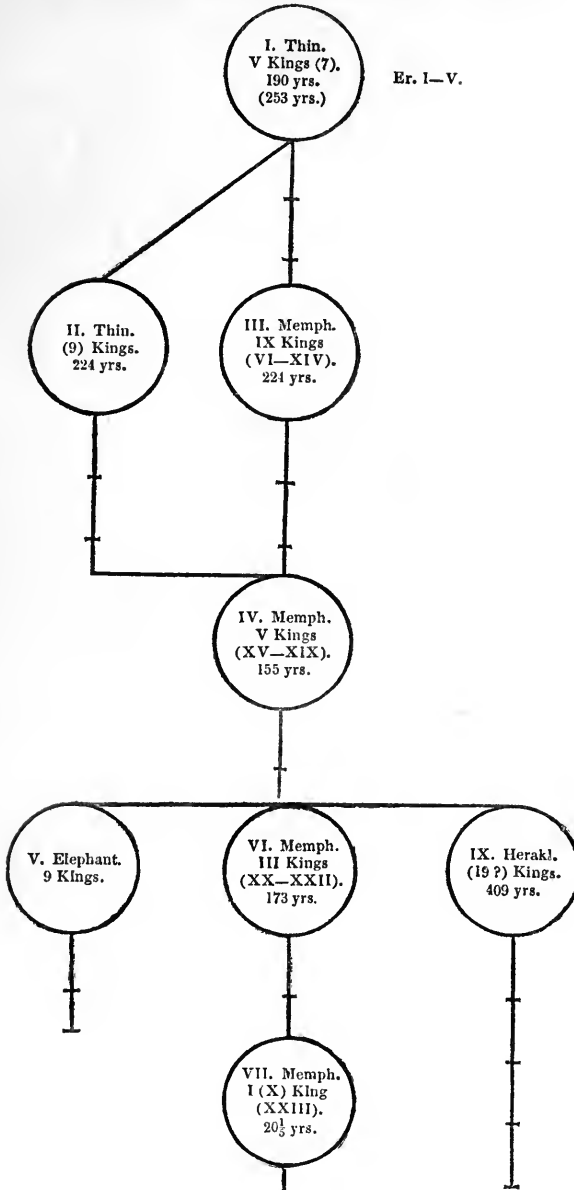 I. Thin.
V Kings (7).
190 yrs.
(253 yrs.)
Er. I—V.
II. Thin.
(9) Kings.
224 yrs.
III. Memph.
IX Kings
(VI—XIV).
224 yrs.
IV. Memph.
V Kings
(XV—XIX).
155 yrs.
V. Elephant.
9 Kings.
VI. Memph.
III Kings
(XX—XXII).
173 yrs.
IX. Herakl.
(19 ?) Kings.
409 yrs.
VII. Memph.
I (X) King
(XXIII).
20⅓ yrs.